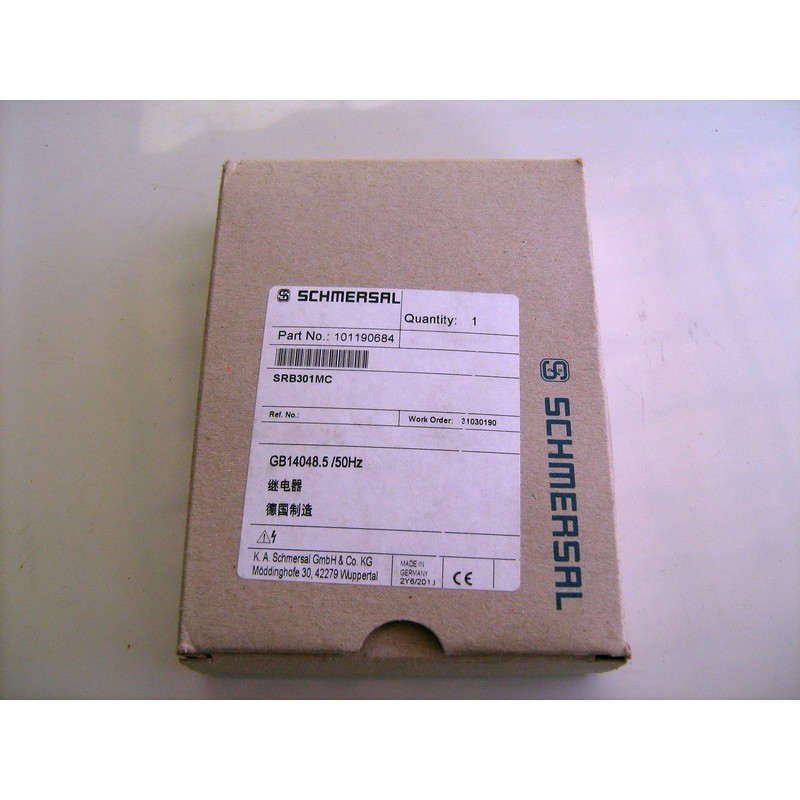 SCHMERSAL
Quantity: 1
Part No.: 101190684
SRB301MC
Ref. No.:
Work Order: 31030190
GB14048.5 /50Hz
继电器
德国制造
K. A. Schmersal GmbH & Co. KG
Möddinghofe 30, 42279 Wuppertal
MADE IN
GERMANY
2Y6/2013
CE
SCHMERSAL